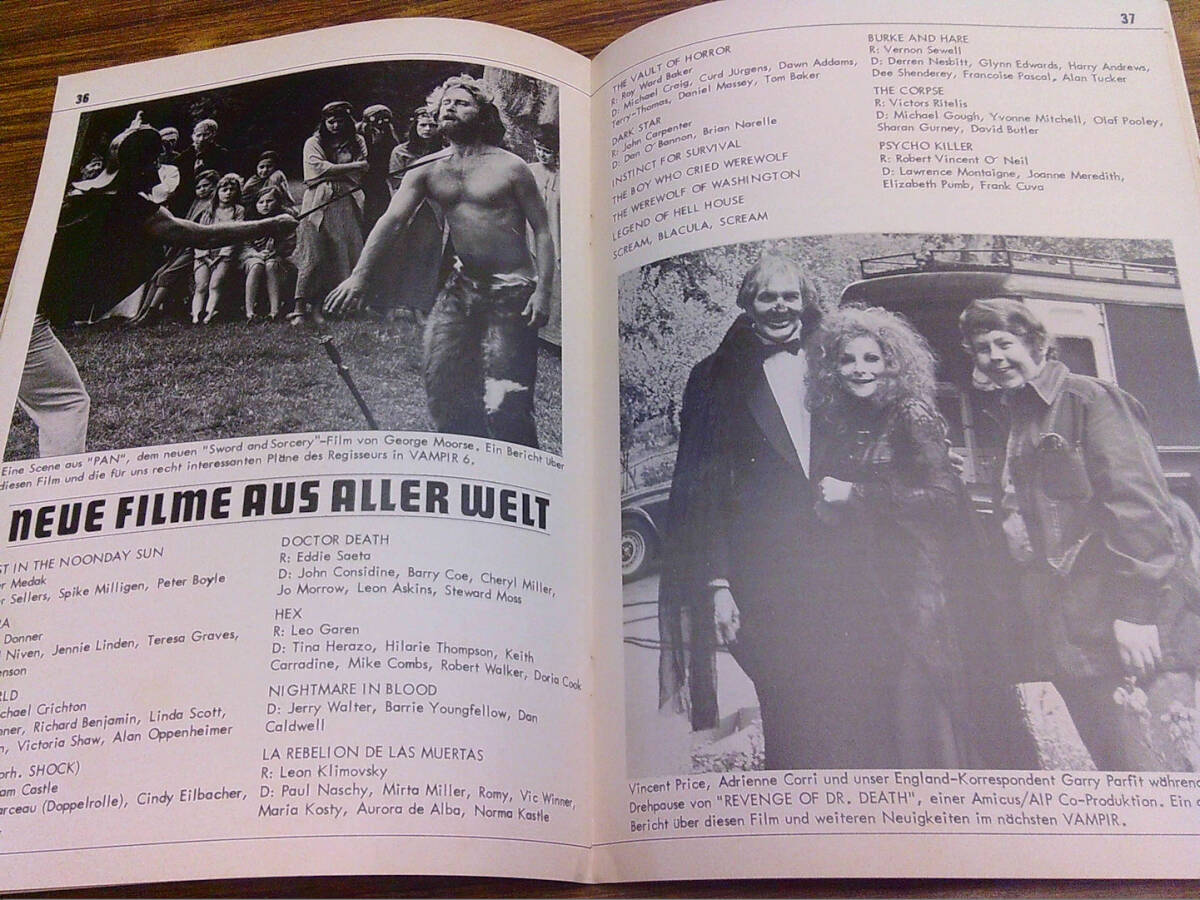 36
Eine Scene aus "PAN", dem neuen "Sword and Sorcery"-Film von George Moorse. Ein Bericht über
diesen Film und die für uns recht interessanten Pläne des Regisseurs in VAMPIR 6.
NEUE FILME AUS ALLER WELT
ST IN THE NOONDAY SUN
er Medak
er Sellers, Spike Milligen, Peter Boyle
RA
Donner
d Niven, Jennie Linden, Teresa Graves,
enson
RLD
chael Crichton
nner, Richard Benjamin, Linda Scott,
n, Victoria Shaw, Alan Oppenheimer
orh. SHOCK)
am Castle
arceau (Doppelrolle), Cindy Eilbacher,
DOCTOR DEATH
R: Eddie Saeta
D: John Considine, Barry Coe, Cheryl Miller,
Jo Morrow, Leon Askins, Steward Moss
HEX
R: Leo Garen
D: Tina Herazo, Hilarie Thompson, Keith
Carradine, Mike Combs, Robert Walker, Doria Cook
NIGHTMARE IN BLOOD
D: Jerry Walter, Barrie Youngfellow, Dan
Caldwell
LA REBELION DE LAS MUERTAS
R: Leon Klimovsky
D: Paul Naschy, Mirta Miller, Romy, Vic Winner,
Maria Kosty, Aurora de Alba, Norma Kastle
37
THE VAULT OF HORROR
R: Roy Ward Baker
D: Michael Craig, Curd Jürgens, Dawn Addams,
Terry-Thomas, Daniel Massey, Tom Baker
DARK STAR
R: John Carpenter
D: Dan O'Bannon, Brian Narelle
INSTINCT FOR SURVIVAL
THE BOY WHO CRIED WEREWOLF
THE WEREWOLF OF WASHINGTON
LEGEND OF HELL HOUSE
SCREAM, BLACULA, SCREAM
BURKE AND HARE
R: Vernon Sewell
D: Derren Nesbitt, Glynn Edwards, Harry Andrews,
Dee Shenderey, Francoise Pascal, Alan Tucker
THE CORPSE
R: Victors Ritelis
D: Michael Gough, Yvonne Mitchell, Olaf Pooley,
Sharan Gurney, David Butler
PSYCHO KILLER
R: Robert Vincent O' Neil
D: Lawrence Montaigne, Joanne Meredith,
Elizabeth Pumb, Frank Cuva
Vincent Price, Adrienne Corri und unser England-Korrespondent Garry Parfit während
Drehpause von "REVENGE OF DR. DEATH", einer Amicus/AIP Co-Produktion. Ein
Bericht über diesen Film und weiteren Neuigkeiten im nächsten VAMPIR.